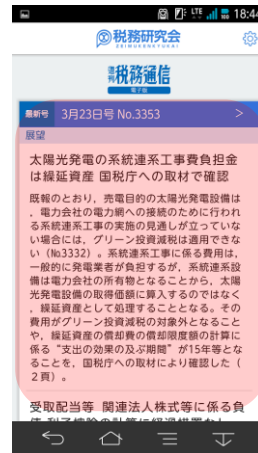 LTE 18:44
税務研究会
ZEIMUKENKYUKAI
週刊 税務通信
電子版
最新号 3月23日号 No.3353 >
展望
太陽光発電の系統連系工事費負担金
は繰延資産 国税庁への取材で確認
既報のとおり，売電目的の太陽光発電設備は
，電力会社の電力網への接続のために行われ
る系統連系工事の実施の見通しが立っていな
い場合には，グリーン投資減税は適用できな
い（№3332）。系統連系工事に係る費用は，
一般的に発電業者が負担するが，系統連系設
備は電力会社の所有物となることから，太陽
光発電設備の取得価額に算入するのではなく
，繰延資産として処理することとなる。その
費用がグリーン投資減税の対象外となること
や，繰延資産の償却費の償却限度額の計算に
係る“支出の効果の及ぶ期間”が15年等とな
ることを，国税庁への取材により確認した（
２頁）。
受取配当等 関連法人株式等に係る負